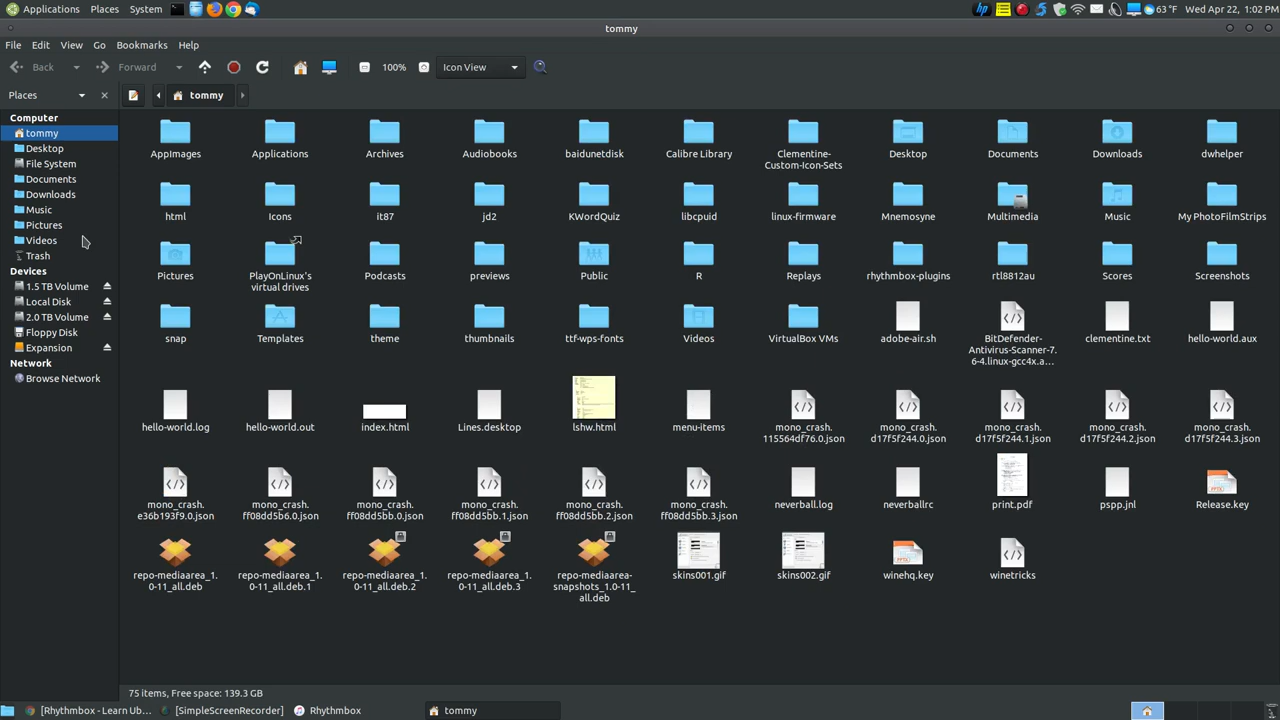 Applications Places System 63 °F Wed Apr 22, 1:02 PM
tommy
File Edit View Go Bookmarks Help
Back Forward 100% Icon View
Places tommy
Computer
tommy
Desktop
File System
Documents
Downloads
Music
Pictures
Videos
Trash
Devices
1.5 TB Volume
Local Disk
2.0 TB Volume
Floppy Disk
Expansion
Network
Browse Network
AppImages Applications Archives Audiobooks baidunetdisk Calibre Library Clementine- Desktop Documents Downloads dwhelper
Custom-Icon-Sets
html Icons it87 jd2 KWordQuiz libcpuid linux-firmware Mnemosyne Multimedia Music My PhotoFilmStrips
Pictures PlayOnLinux's Podcasts previews Public R Replays rhythmbox-plugins rtl8812au Scores Screenshots
virtual drives
snap Templates theme thumbnails ttf-wps-fonts Videos VirtualBox VMs adobe-air.sh BitDefender- clementine.txt hello-world.aux
Antivirus-Scanner-7.
6-4.linux-gcc4x.a...
hello-world.log hello-world.out index.html Lines.desktop lshw.html menu-items mono_crash. mono_crash. mono_crash. mono_crash. mono_crash.
115564df76.0.json d17f5f244.0.json d17f5f244.1.json d17f5f244.2.json d17f5f244.3.json
mono_crash. mono_crash. mono_crash. mono_crash. mono_crash. mono_crash. neverball.log neverballrc print.pdf pspp.jnl Release.key
e36b193f9.0.json ff08dd5b6.0.json ff08dd5bb.0.json ff08dd5bb.1.json ff08dd5bb.2.json ff08dd5bb.3.json
repo-mediaarea_1. repo-mediaarea_1. repo-mediaarea_1. repo-mediaarea_1. repo-mediaarea- skins001.gif skins002.gif winehq.key winetricks
0-11_all.deb 0-11_all.deb.1 0-11_all.deb.2 0-11_all.deb.3 snapshots_1.0-11_
all.deb
75 items, Free space: 139.3 GB
[Rhythmbox - Learn Ub... [SimpleScreenRecorder] Rhythmbox tommy